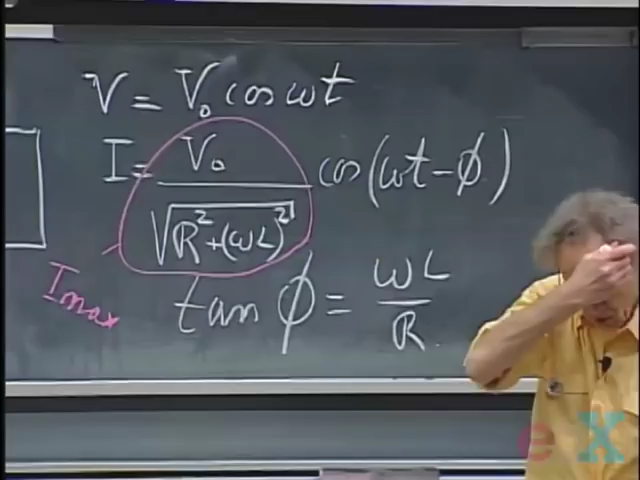 V = V₀ cos ωt
I = V₀ / √(R² + (ωL)²) cos(ωt - φ)
Imax
tan φ = ωL / R
eX